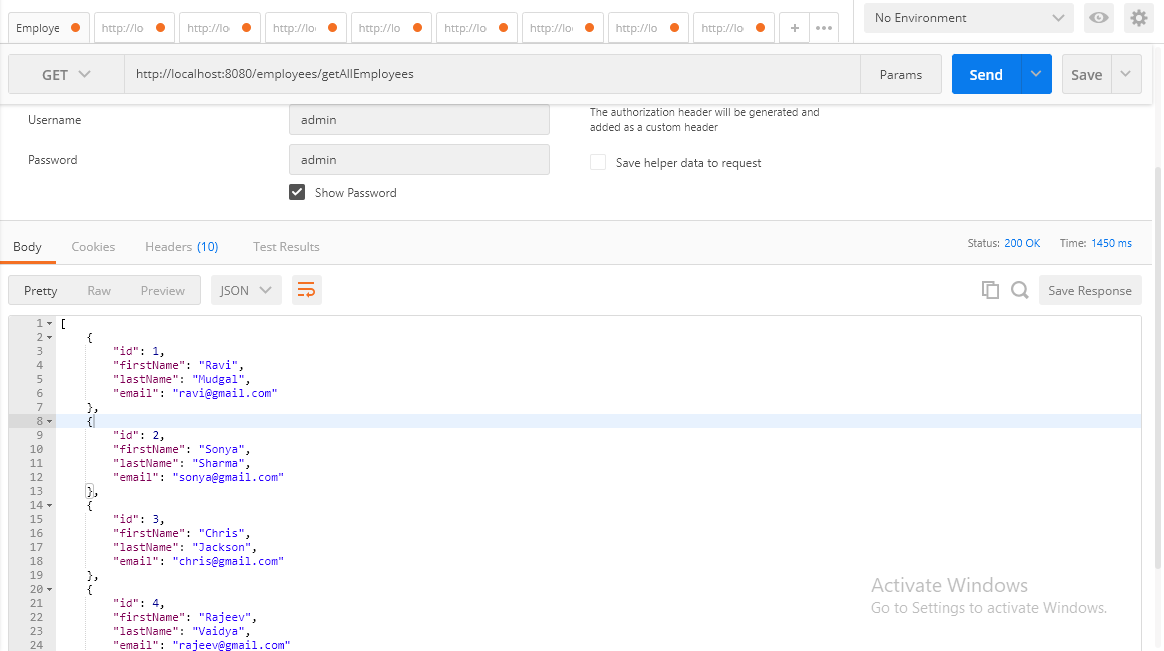 Employe http://lo http://lo http://lo http://lo http://lo http://lo http://lo http://lo + ••• No Environment
GET http://localhost:8080/employees/getAllEmployees Params Send Save
Username admin The authorization header will be generated and
added as a custom header
Password admin Save helper data to request
Show Password
Body Cookies Headers (10) Test Results Status: 200 OK Time: 1450 ms
Pretty Raw Preview JSON Save Response
1 [
2 {
3 "id": 1,
4 "firstName": "Ravi",
5 "lastName": "Mudgal",
6 "email": "ravi@gmail.com"
7 },
8 {
9 "id": 2,
10 "firstName": "Sonya",
11 "lastName": "Sharma",
12 "email": "sonya@gmail.com"
13 },
14 {
15 "id": 3,
16 "firstName": "Chris",
17 "lastName": "Jackson",
18 "email": "chris@gmail.com"
19 },
20 {
21 "id": 4,
22 "firstName": "Rajeev",
23 "lastName": "Vaidya",
24 "email": "rajeev@gmail.com"
Activate Windows
Go to Settings to activate Windows.